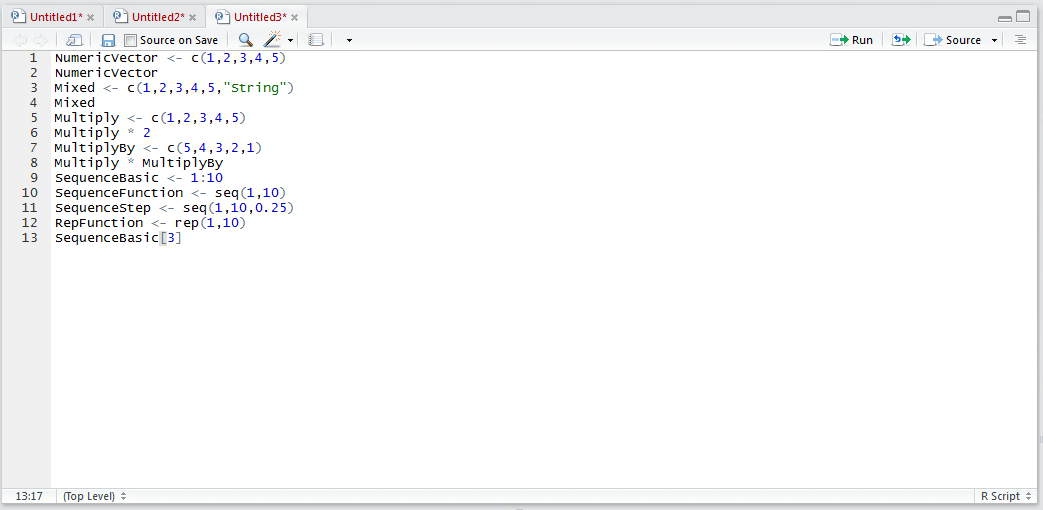 Untitled1* Untitled2* Untitled3*
Source on Save Run Source
1 NumericVector <- c(1,2,3,4,5)
2 NumericVector
3 Mixed <- c(1,2,3,4,5,"String")
4 Mixed
5 Multiply <- c(1,2,3,4,5)
6 Multiply * 2
7 MultiplyBy <- c(5,4,3,2,1)
8 Multiply * MultiplyBy
9 SequenceBasic <- 1:10
10 SequenceFunction <- seq(1,10)
11 SequenceStep <- seq(1,10,0.25)
12 RepFunction <- rep(1,10)
13 SequenceBasic[3]
13:17 (Top Level) R Script